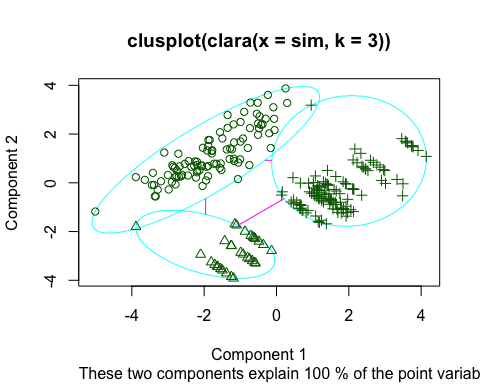 clusplot(clara(x = sim, k = 3))
Component 2
4
2
0
-2
-4
-4 -2 0 2 4
Component 1
These two components explain 100 % of the point variab